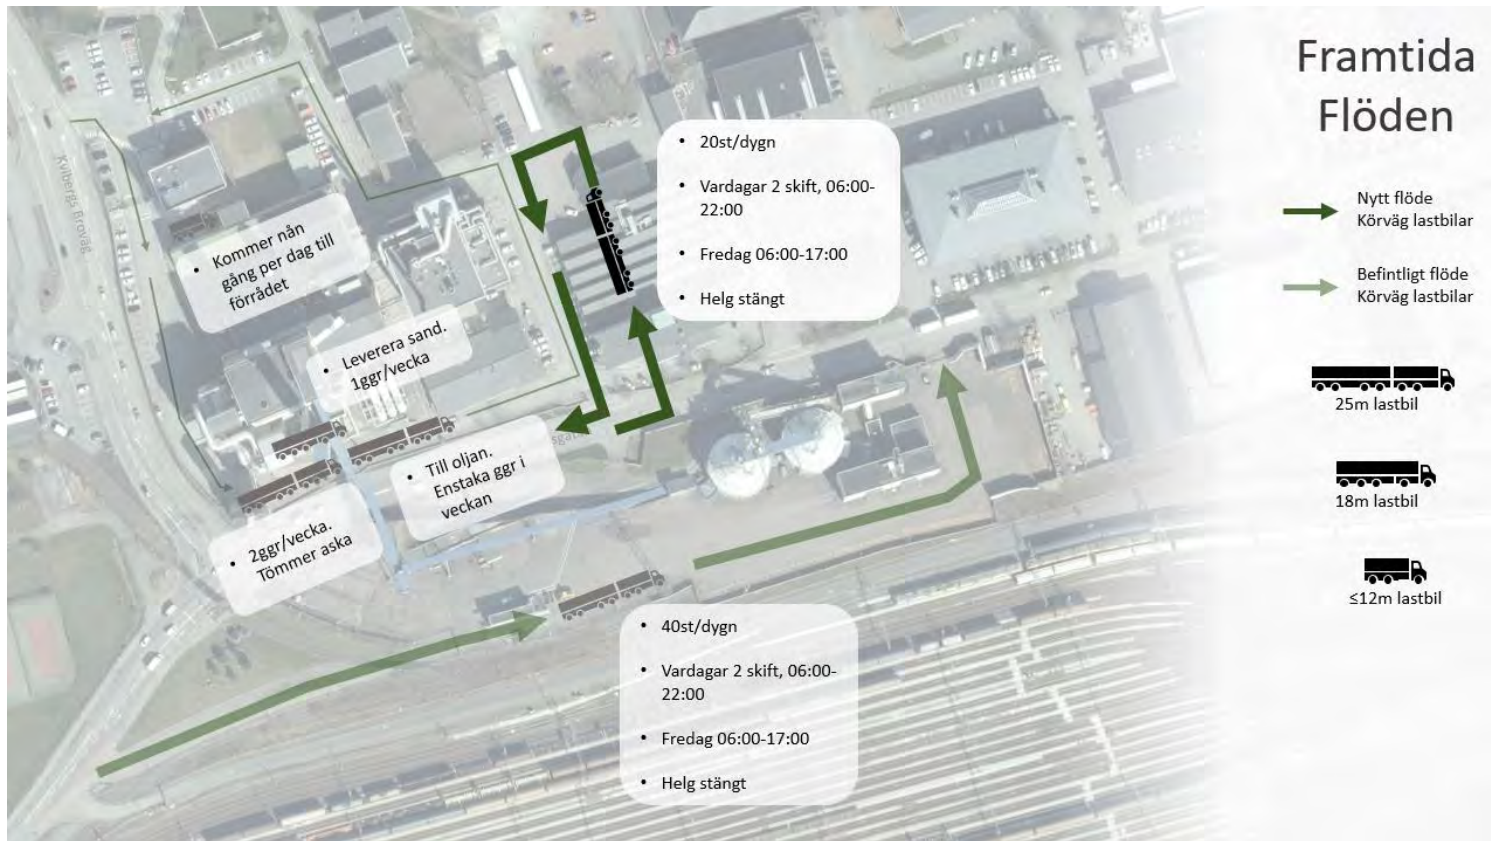 Framtida
Flöden
Nytt flöde
Körväg lastbilar
Befintligt flöde
Körväg lastbilar
25m lastbil
18m lastbil
≤12m lastbil
• 20st/dygn
• Vardagar 2 skift, 06:00-
22:00
• Fredag 06:00-17:00
• Helg stängt
Kvibergs Broväg
• Kommer nån
gång per dag till
förrådet
• Leverera sand.
1ggr/vecka
• Till oljan.
Enstaka ggr i
veckan
• 2ggr/vecka.
Tömmer aska
• 40st/dygn
• Vardagar 2 skift, 06:00-
22:00
• Fredag 06:00-17:00
• Helg stängt